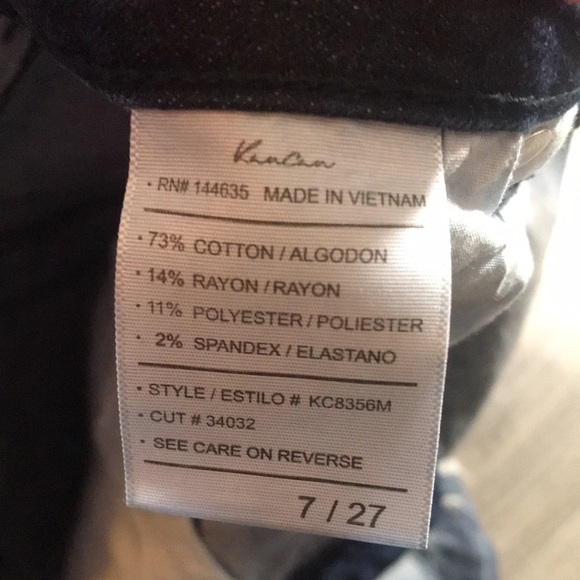 KanCan
· RN# 144635 MADE IN VIETNAM
· 73% COTTON / ALGODON
· 14% RAYON / RAYON
· 11% POLYESTER / POLIESTER
· 2% SPANDEX / ELASTANO
· STYLE / ESTILO # KC8356M
· CUT # 34032
· SEE CARE ON REVERSE
7 / 27